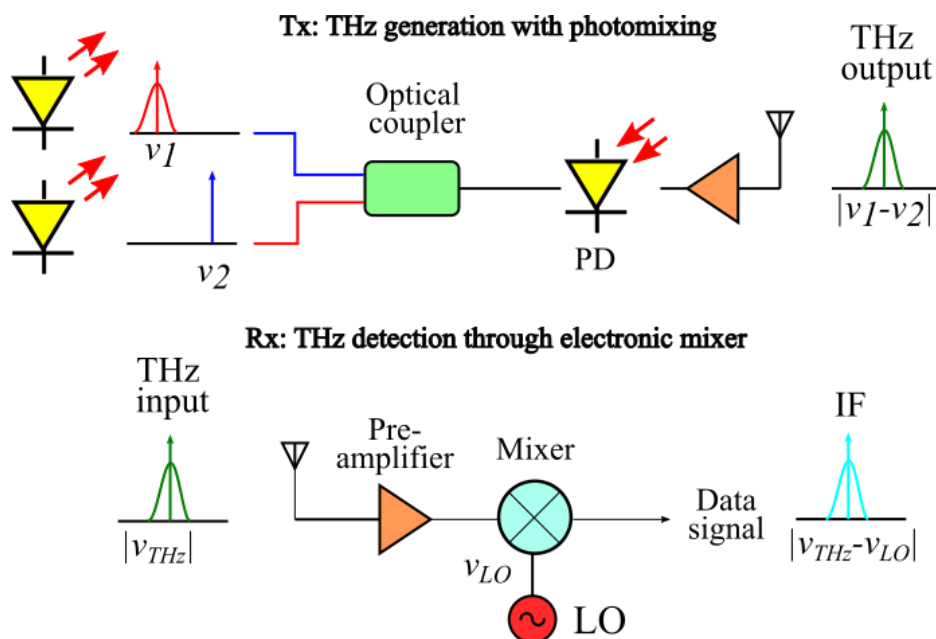 Tx: THz generation with photomixing
THz
output
Optical
coupler
v1
v2
PD
|v1-v2|
Rx: THz detection through electronic mixer
THz
input
Pre-
amplifier
Mixer
IF
Data
signal
|vTHz|
vLO
|vTHz-vLO|
LO